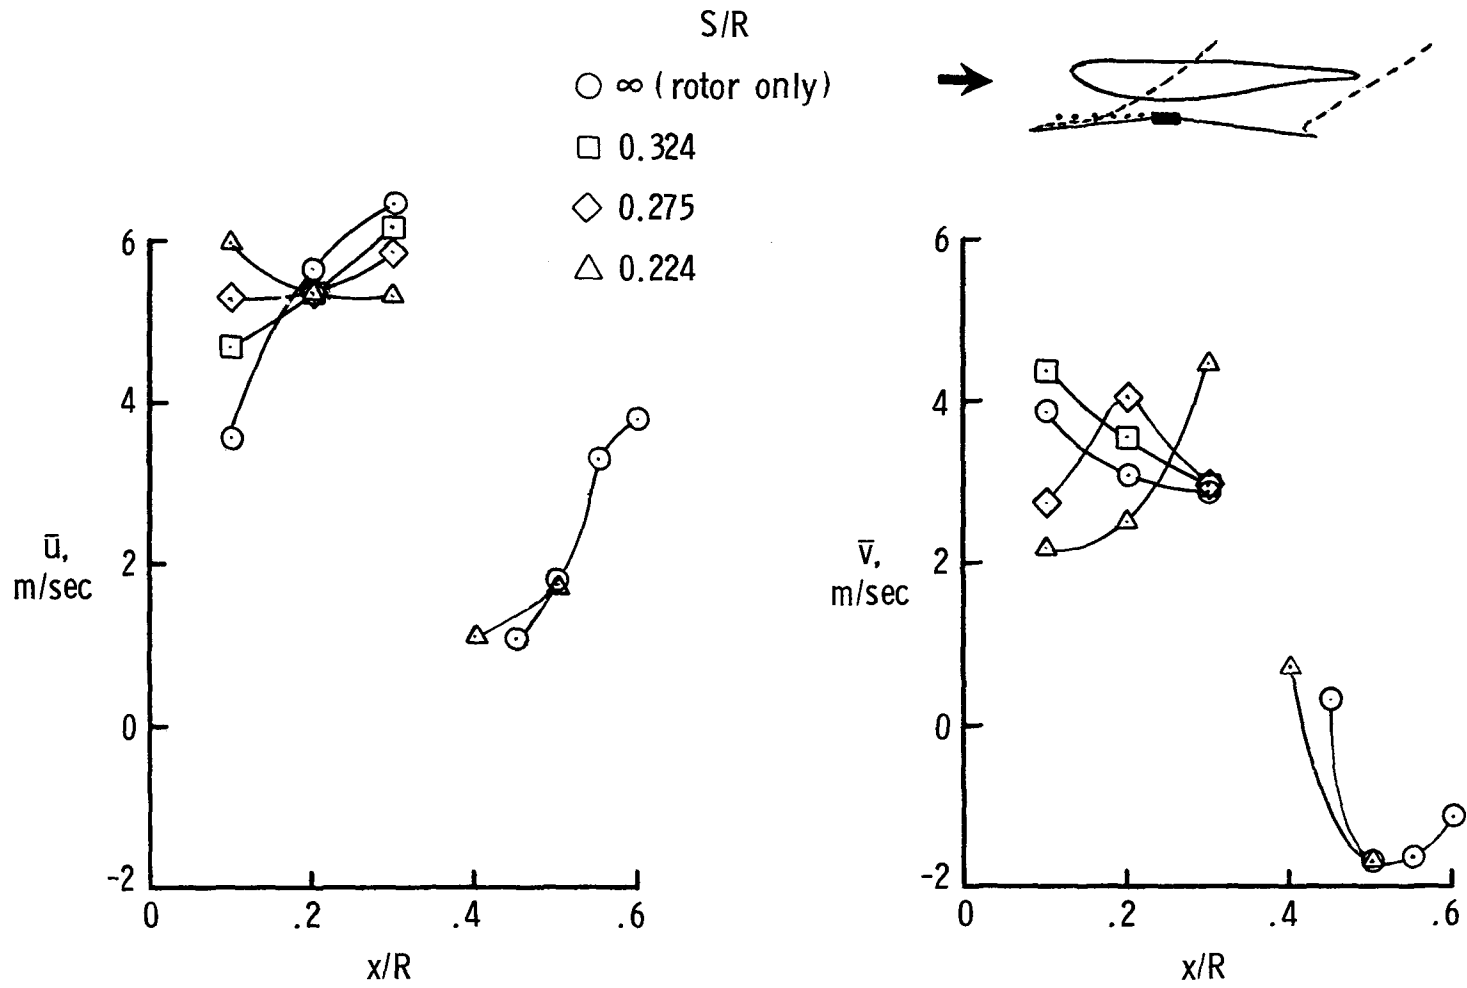 S/R
∞ (rotor only)
0.324
0.275
0.224
6
4
2
0
-2
ū,
m/sec
0 .2 .4 .6
x/R
6
4
2
0
-2
v̄,
m/sec
0 .2 .4 .6
x/R